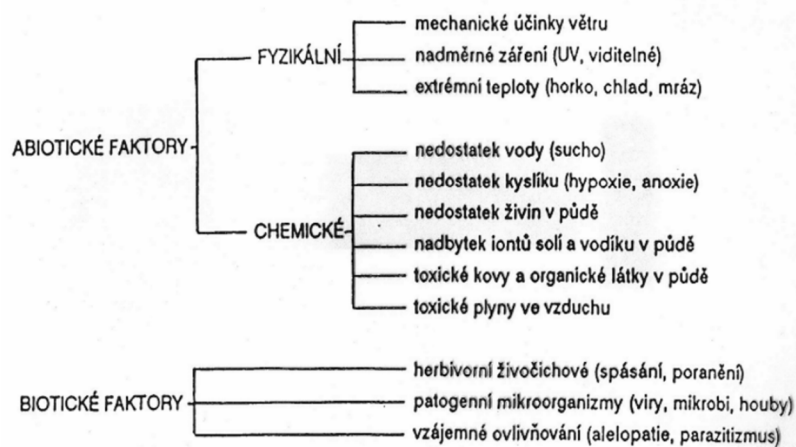 ABIOTICKÉ FAKTORY
FYZIKÁLNÍ
mechanické účinky větru
nadměrné záření (UV, viditelné)
extrémní teploty (horko, chlad, mráz)
CHEMICKÉ
nedostatek vody (sucho)
nedostatek kyslíku (hypoxie, anoxie)
nedostatek živin v půdě
nadbytek iontů solí a vodíku v půdě
toxické kovy a organické látky v půdě
toxické plyny ve vzduchu
BIOTICKÉ FAKTORY
herbivorní živočichové (spásání, poranění)
patogenní mikroorganizmy (viry, mikrobi, houby)
vzájemné ovlivňování (alelopatie, parazitizmus)